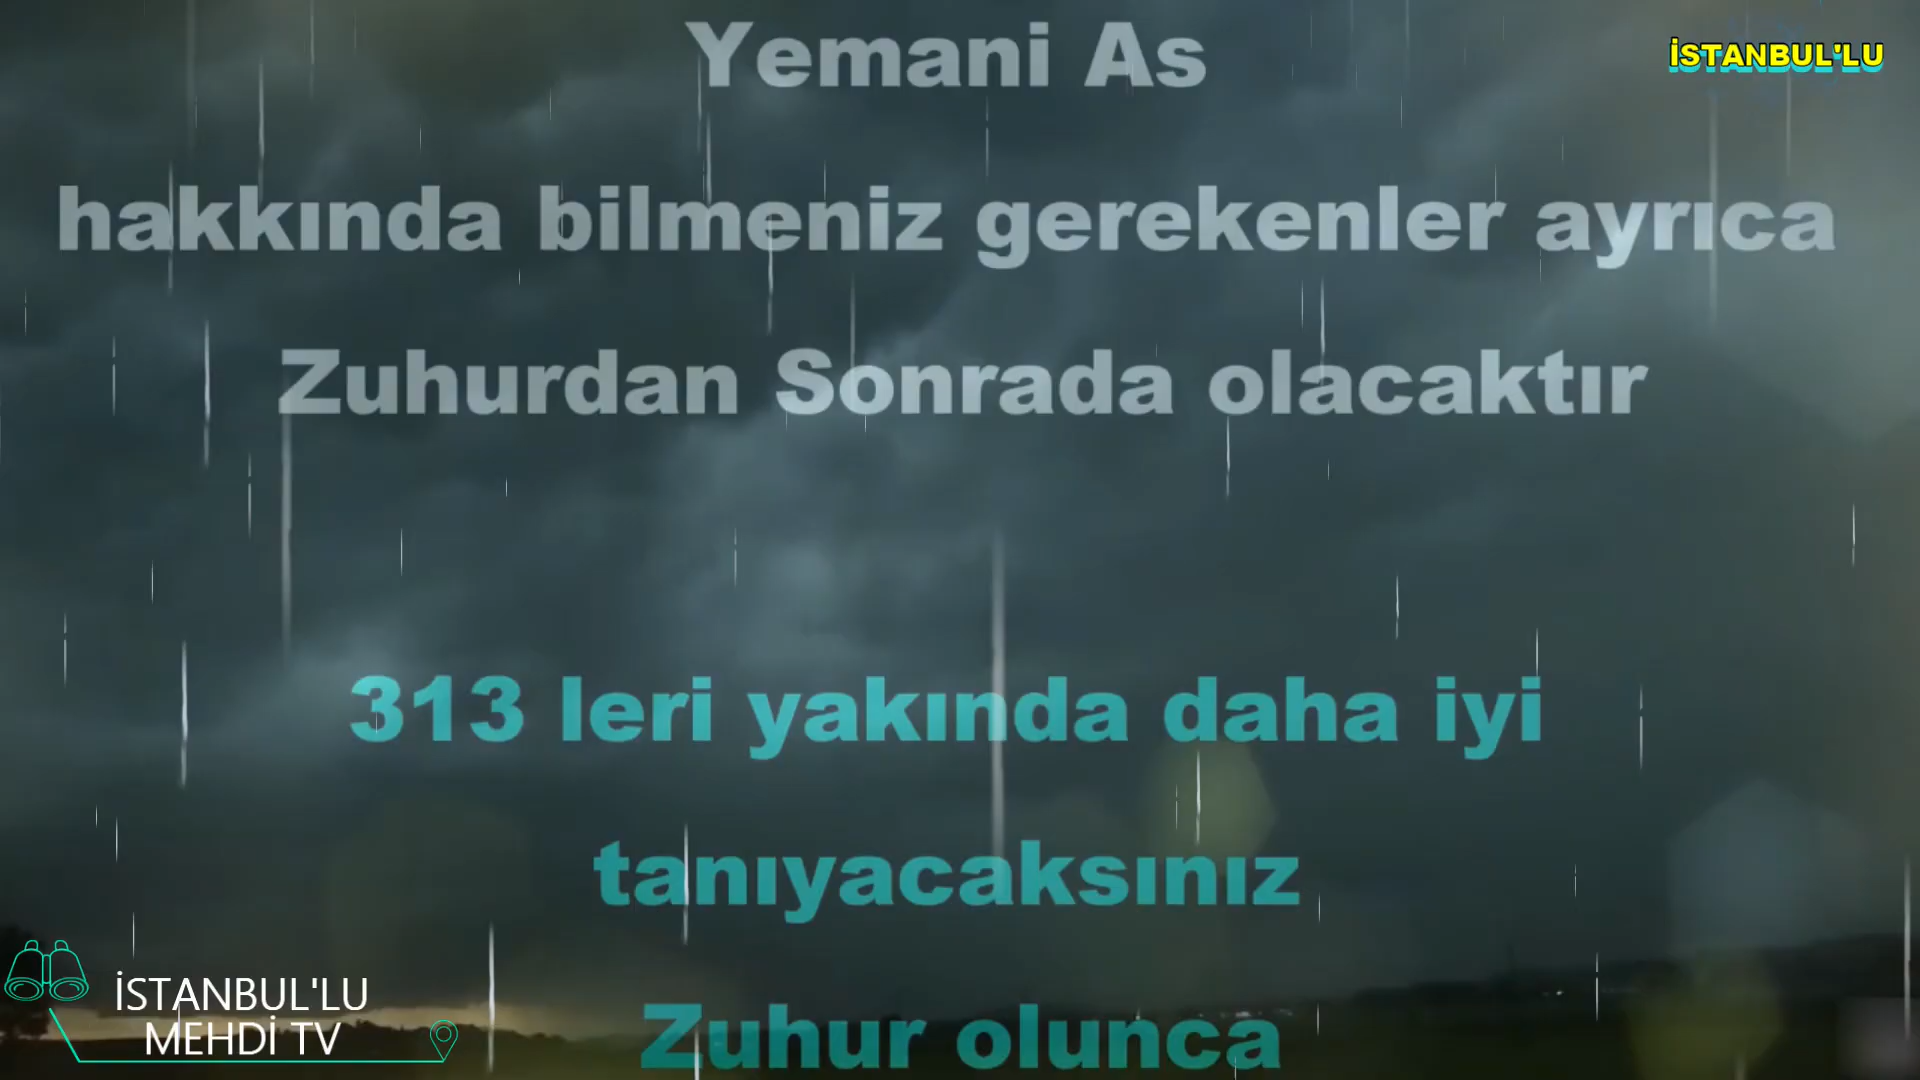 Yemani As
İSTANBUL'LU
hakkında bilmeniz gerekenler ayrıca
Zuhurdan Sonrada olacaktır
313 leri yakında daha iyi
tanıyacaksınız
Zuhur olunca
İSTANBUL'LU
MEHDİ TV